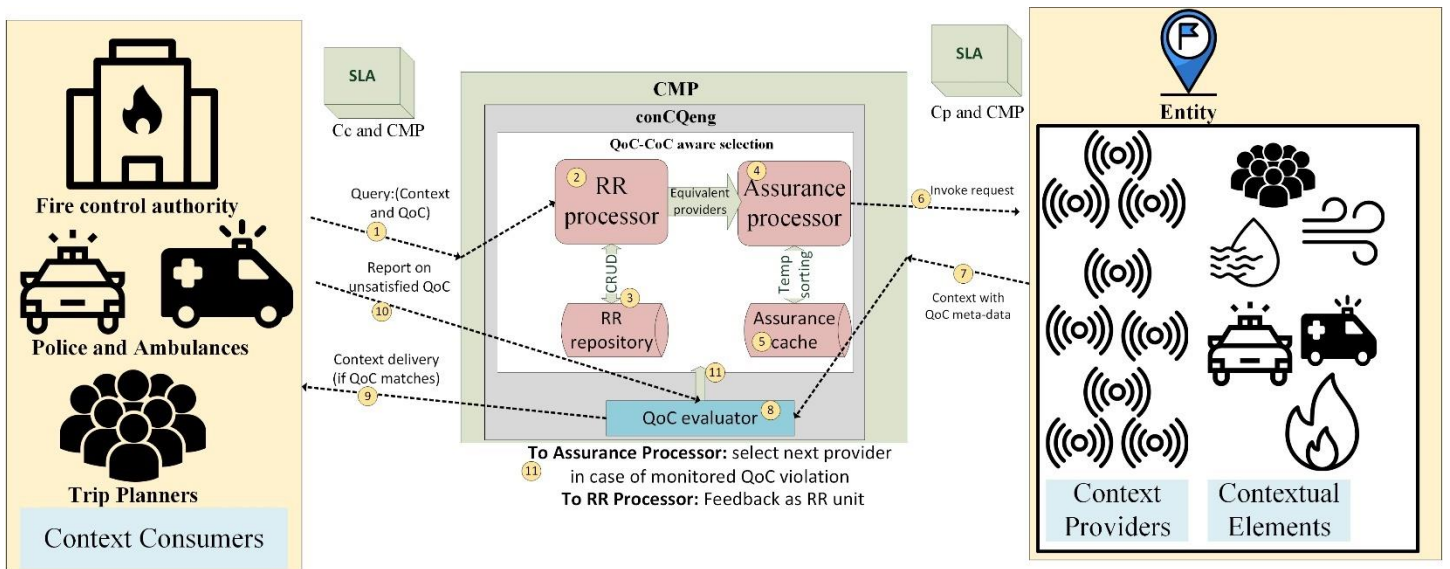 Fire control authority
Police and Ambulances
Trip Planners
Context Consumers
SLA
Cc and CMP
Query:(Context
and QoC)
1
Report on
unsatisfied QoC
10
Context delivery
(if QoC matches)
9
CMP
conCQeng
QoC-CoC aware selection
2
RR
processor
Equivalent
providers
4
Assurance
processor
CRUD
3
RR
repository
Temp
sorting
Assurance
5
cache
11
QoC evaluator
8
To Assurance Processor: select next provider
11
in case of monitored QoC violation
To RR Processor: Feedback as RR unit
SLA
Cp and CMP
Invoke request
6
7
Context with
QoC meta-data
Entity
Context
Providers
Contextual
Elements